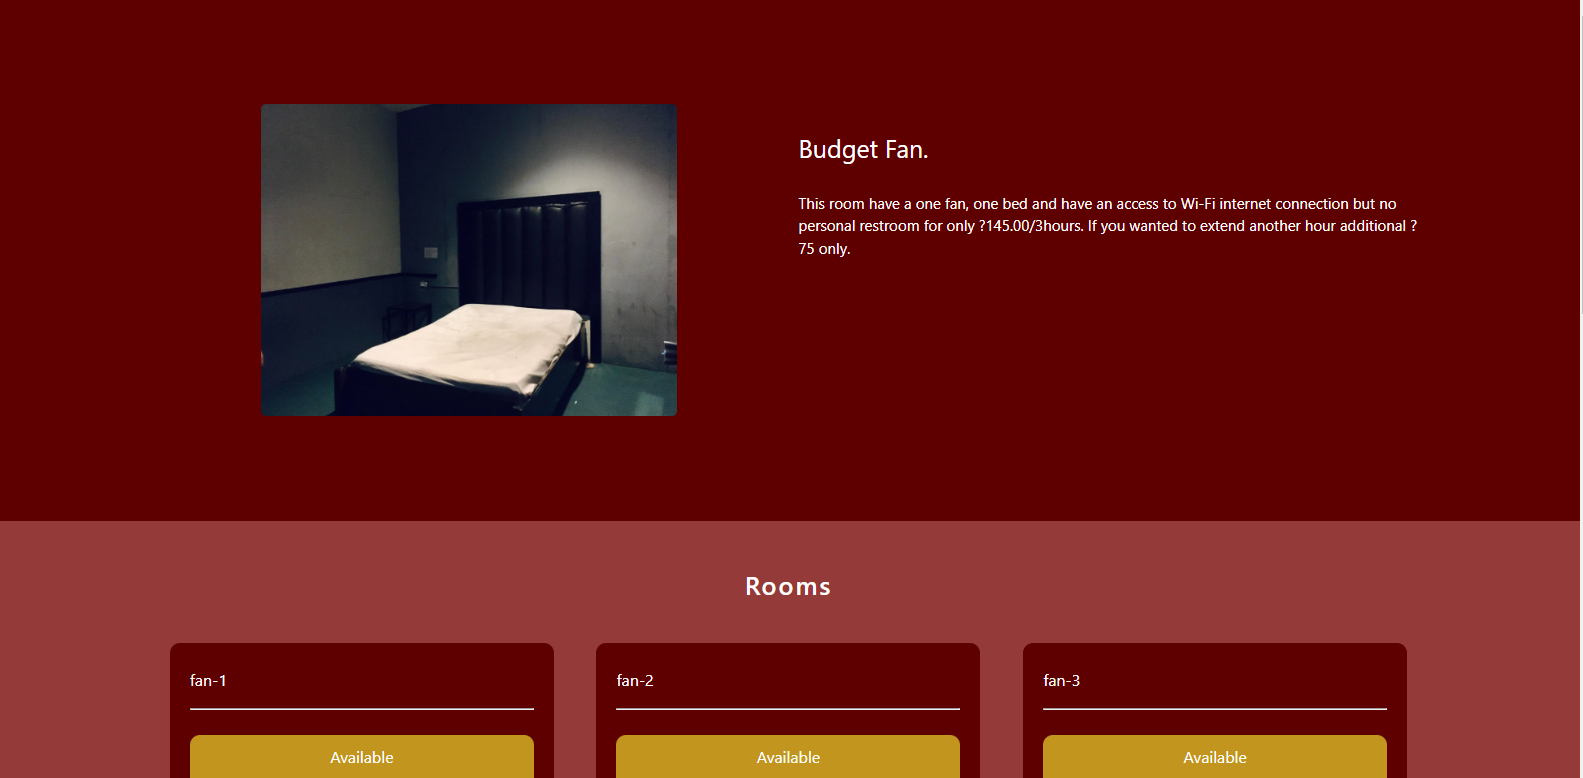 Budget Fan.
This room have a one fan, one bed and have an access to Wi-Fi internet connection but no
personal restroom for only ?145.00/3hours. If you wanted to extend another hour additional ?
75 only.
Rooms
fan-1
fan-2
fan-3
Available
Available
Available